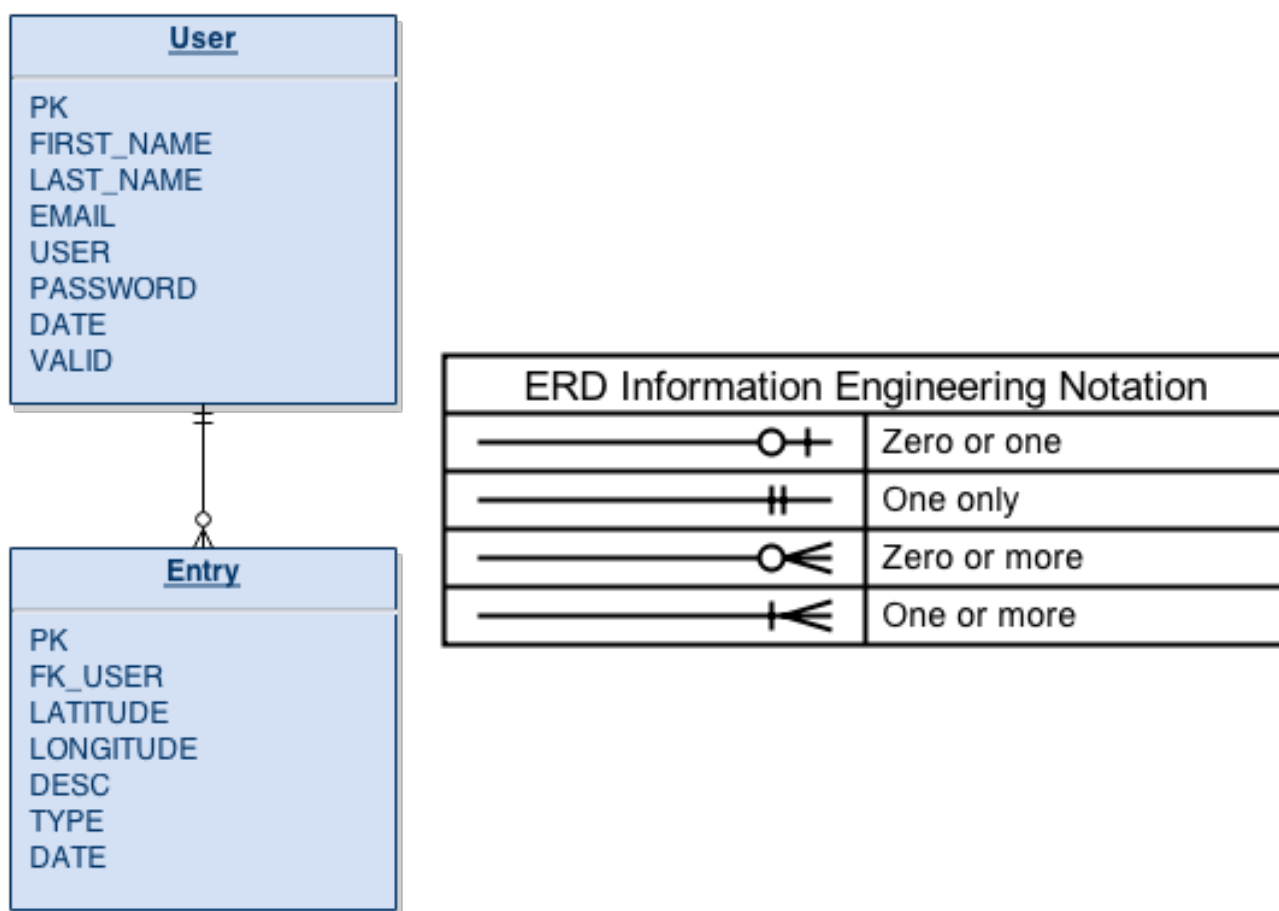 User
PK
FIRST_NAME
LAST_NAME
EMAIL
USER
PASSWORD
DATE
VALID
Entry
PK
FK_USER
LATITUDE
LONGITUDE
DESC
TYPE
DATE
ERD Information Engineering Notation
Zero or one
One only
Zero or more
One or more